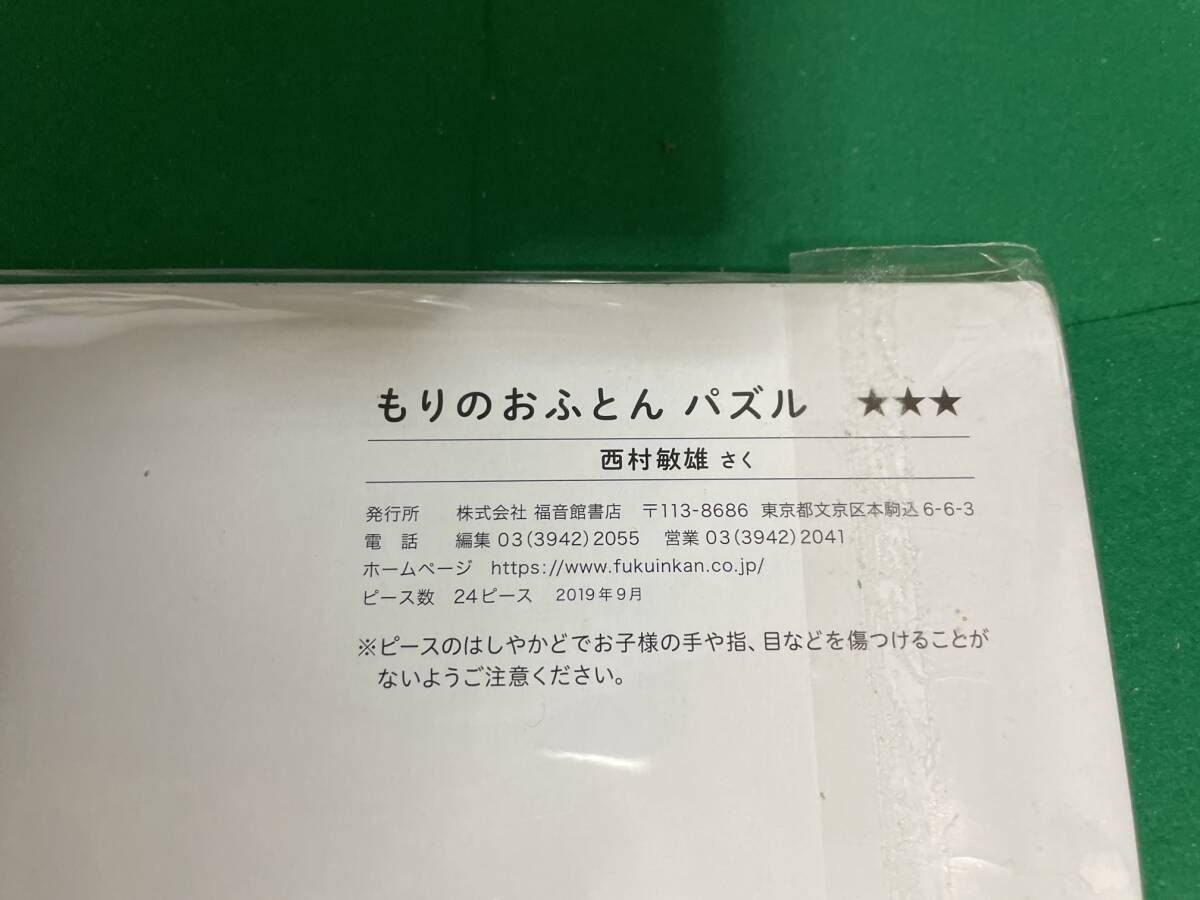 もりのおふとん パズル ★★★
西村敏雄 さく
発行所 株式会社 福音館書店 〒113-8686 東京都文京区本駒込6-6-3
電 話 編集 03(3942)2055 営業 03(3942)2041
ホームページ https://www.fukuinkan.co.jp/
ピース数 24ピース 2019年9月
※ピースのはしやかどでお子様の手や指、目などを傷つけることが
ないようご注意ください。